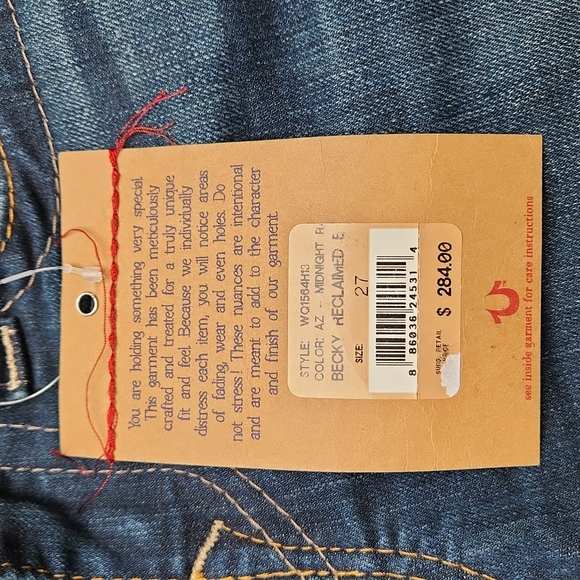 You are holding something very special.
This garment has been meticulously
crafted and treated for a truly unique
fit and feel. Because we individually
distress each item, you will notice areas
of fading, wear and even holes. Do
not stress! These nuances are intentional
and are meant to add to the character
and finish of our garment.
STYLE: WQ1564H13
COLOR: AZ - MIDNIGHT R
BECKY RECLAIMED
SIZE: 27
8 86036 24531 4
SUGG. RETAIL
PRICE
$ 284.00
see inside garment for care instructions